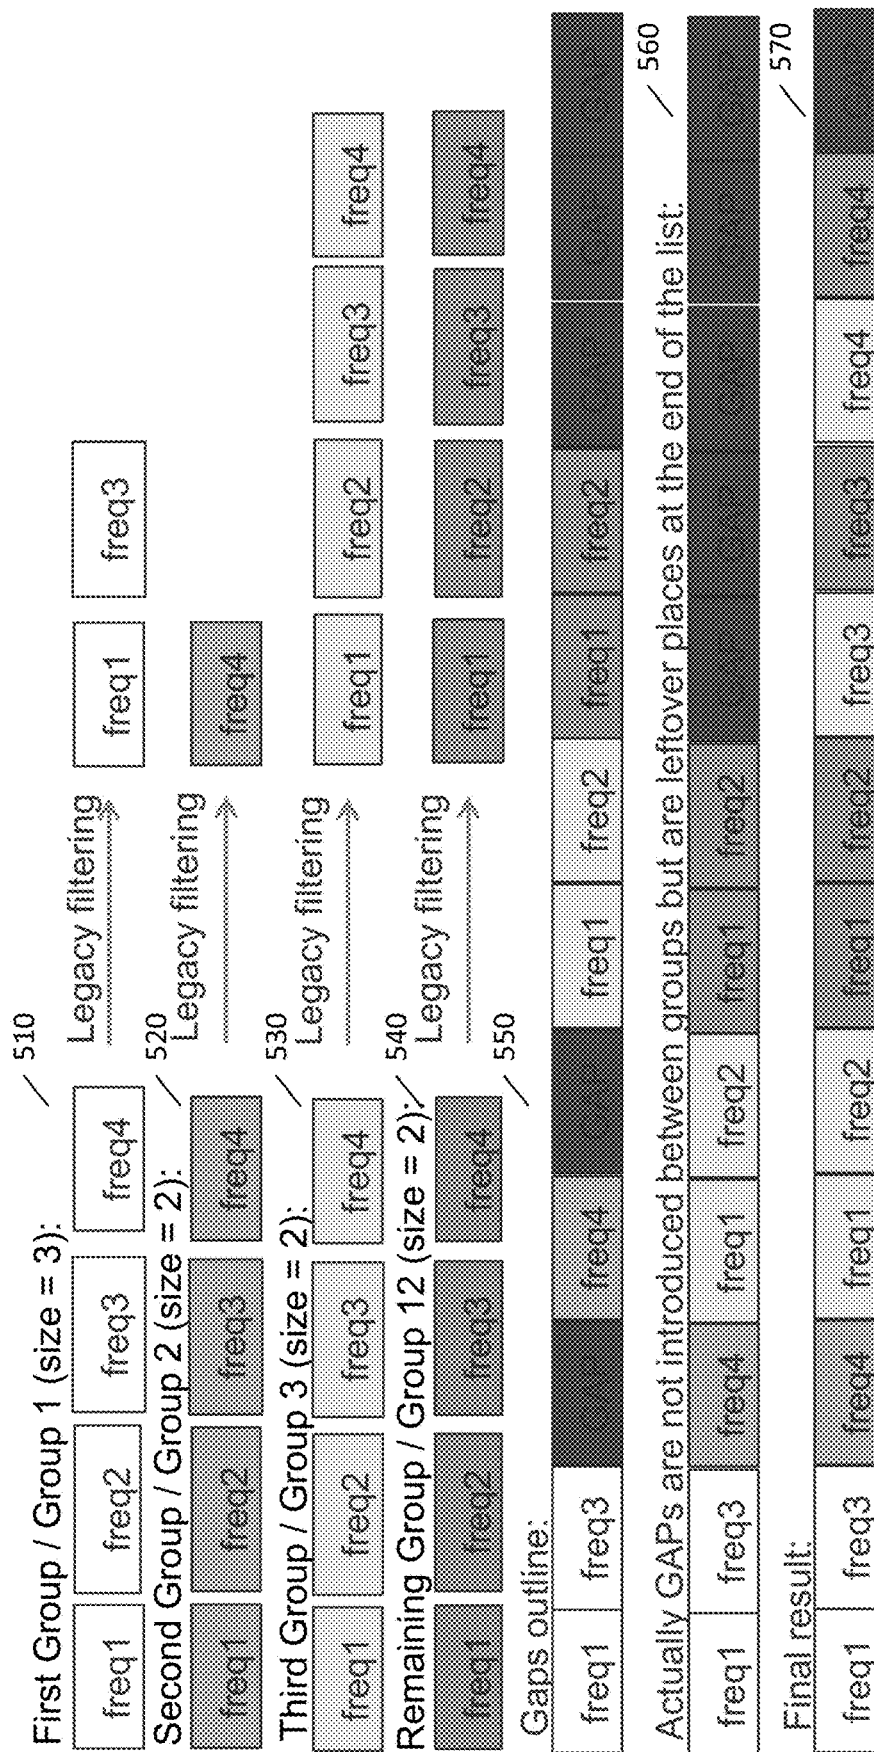 First Group / Group 1 (size = 3):
510
freq1 freq2 freq3 freq4
Legacy filtering
freq1 freq3
Second Group / Group 2 (size = 2):
520
freq1 freq2 freq3 freq4
Legacy filtering
freq4
Third Group / Group 3 (size = 2):
530
freq1 freq2 freq3 freq4
Legacy filtering
freq1 freq2 freq3 freq4
Remaining Group / Group 12 (size = 2):
540
freq1 freq2 freq3 freq4
Legacy filtering
freq1 freq2 freq3 freq4
Gaps outline:
550
freq1 freq3 freq4 freq1 freq2 freq1 freq2
Actually GAPs are not introduced between groups but are leftover places at the end of the list:
560
freq1 freq3 freq4 freq1 freq2 freq1 freq2
Final result:
570
freq1 freq3 freq4 freq1 freq2 freq1 freq2 freq3 freq3 freq4 freq4